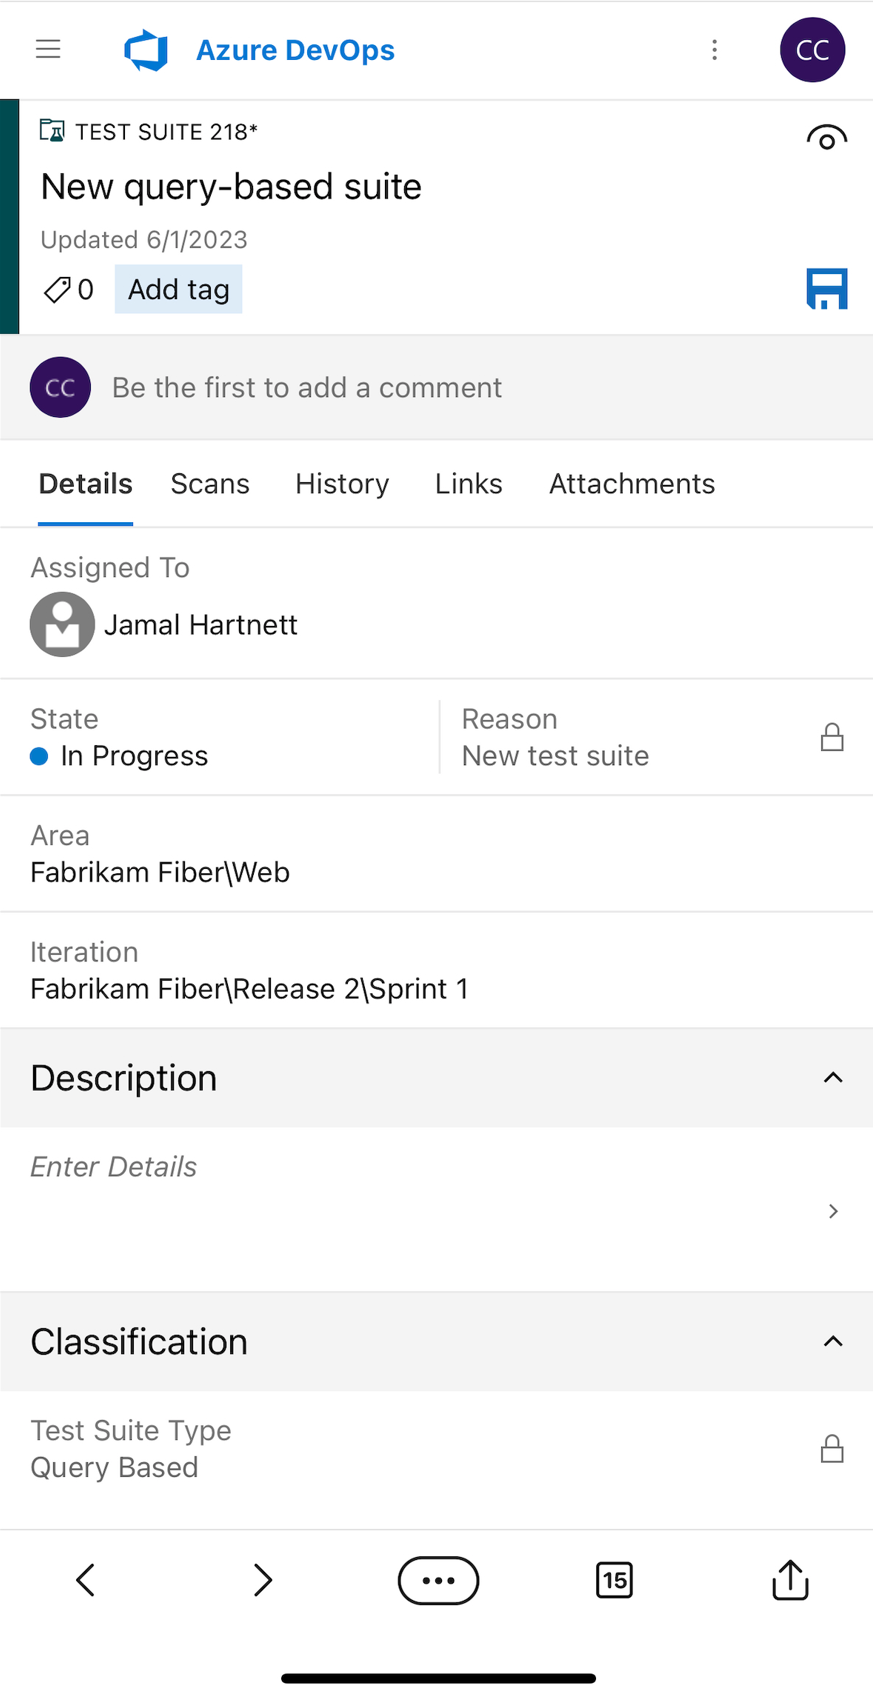 Azure DevOps
CC
TEST SUITE 218*
New query-based suite
Updated 6/1/2023
0 Add tag
CC Be the first to add a comment
Details Scans History Links Attachments
Assigned To
Jamal Hartnett
State
In Progress
Reason
New test suite
Area
Fabrikam Fiber\Web
Iteration
Fabrikam Fiber\Release 2\Sprint 1
Description
Enter Details
Classification
Test Suite Type
Query Based
15